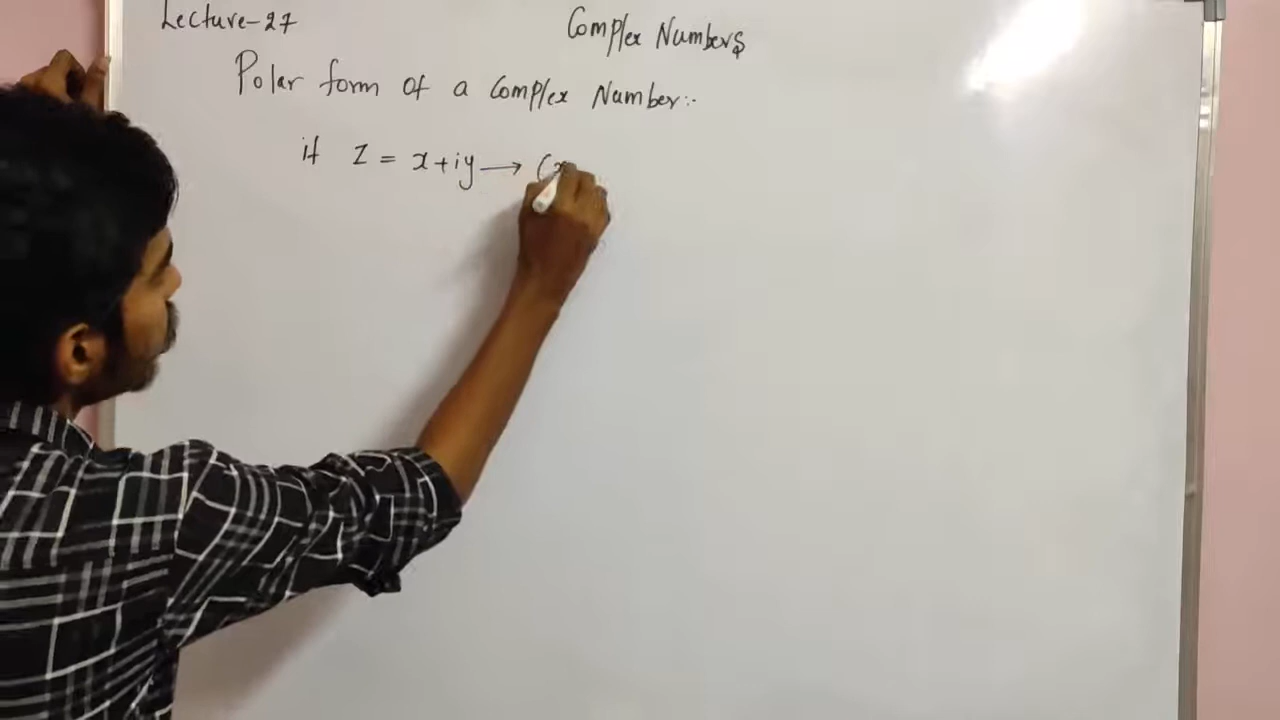 Lecture-27
Complex Numbers
Polar form of a Complex Number:-
if z = x+iy → (x